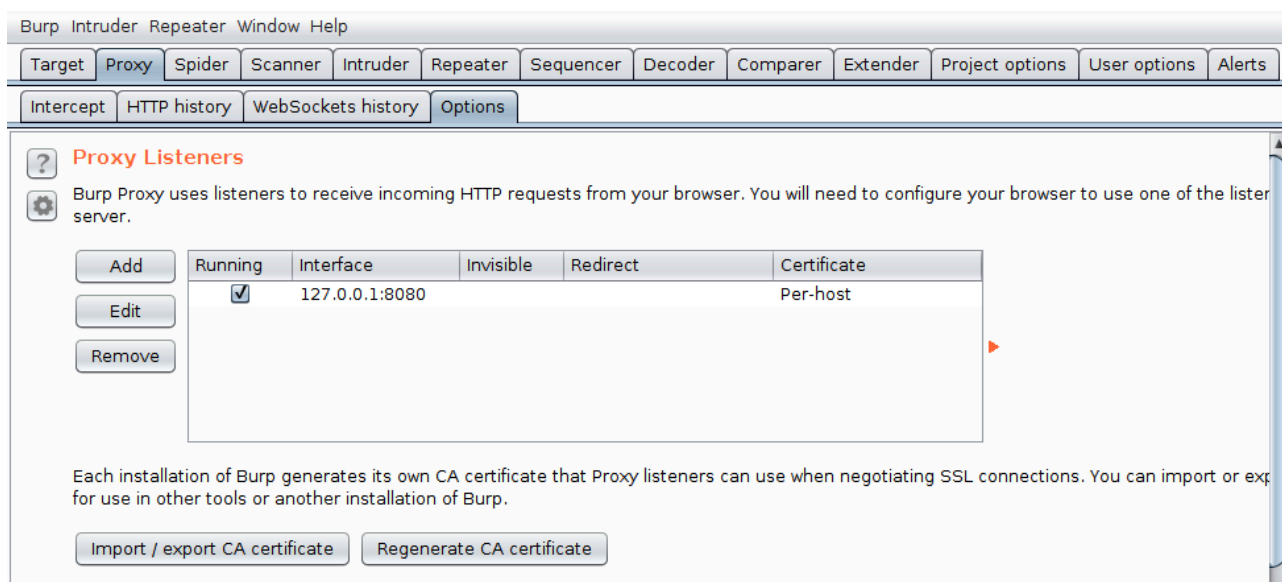 Burp Intruder Repeater Window Help
Target Proxy Spider Scanner Intruder Repeater Sequencer Decoder Comparer Extender Project options User options Alerts
Intercept HTTP history WebSockets history Options
? Proxy Listeners
Burp Proxy uses listeners to receive incoming HTTP requests from your browser. You will need to configure your browser to use one of the
server.
Add Running Interface Invisible Redirect Certificate
127.0.0.1:8080 Per-host
Edit
Remove
Each installation of Burp generates its own CA certificate that Proxy listeners can use when negotiating SSL connections. You can import or
for use in other tools or another installation of Burp.
Import / export CA certificate Regenerate CA certificate